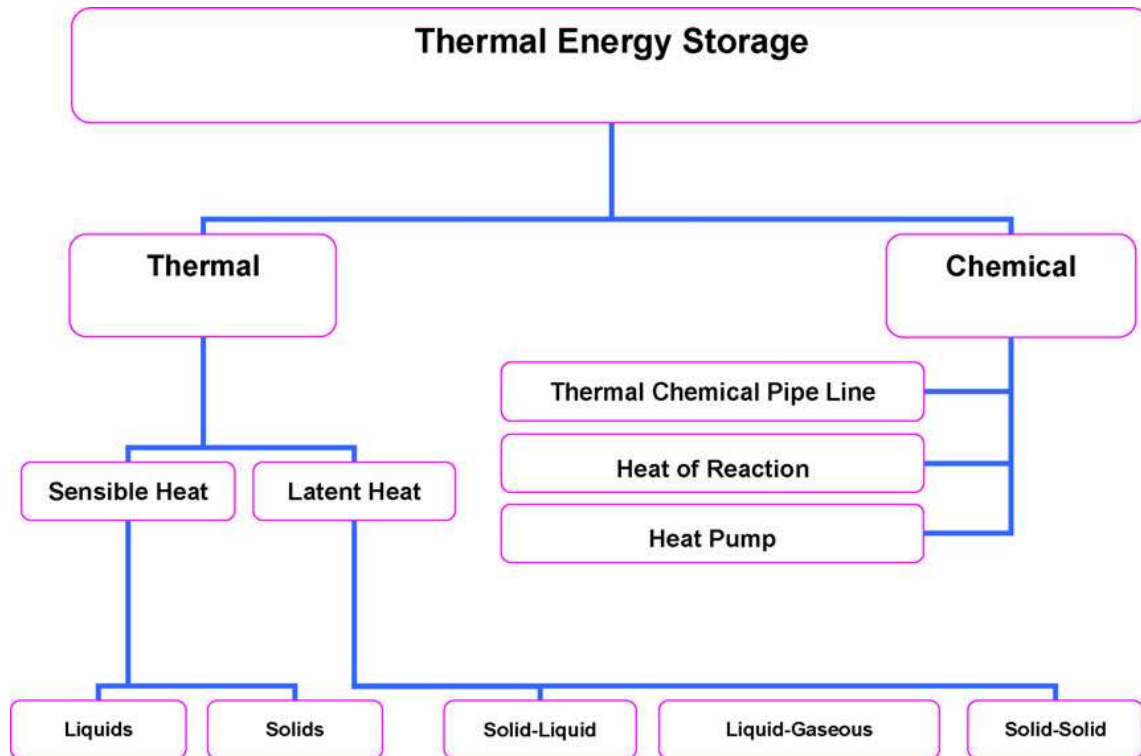 Thermal Energy Storage
Thermal
Chemical
Thermal Chemical Pipe Line
Heat of Reaction
Sensible Heat
Latent Heat
Heat Pump
Liquids
Solids
Solid-Liquid
Liquid-Gaseous
Solid-Solid